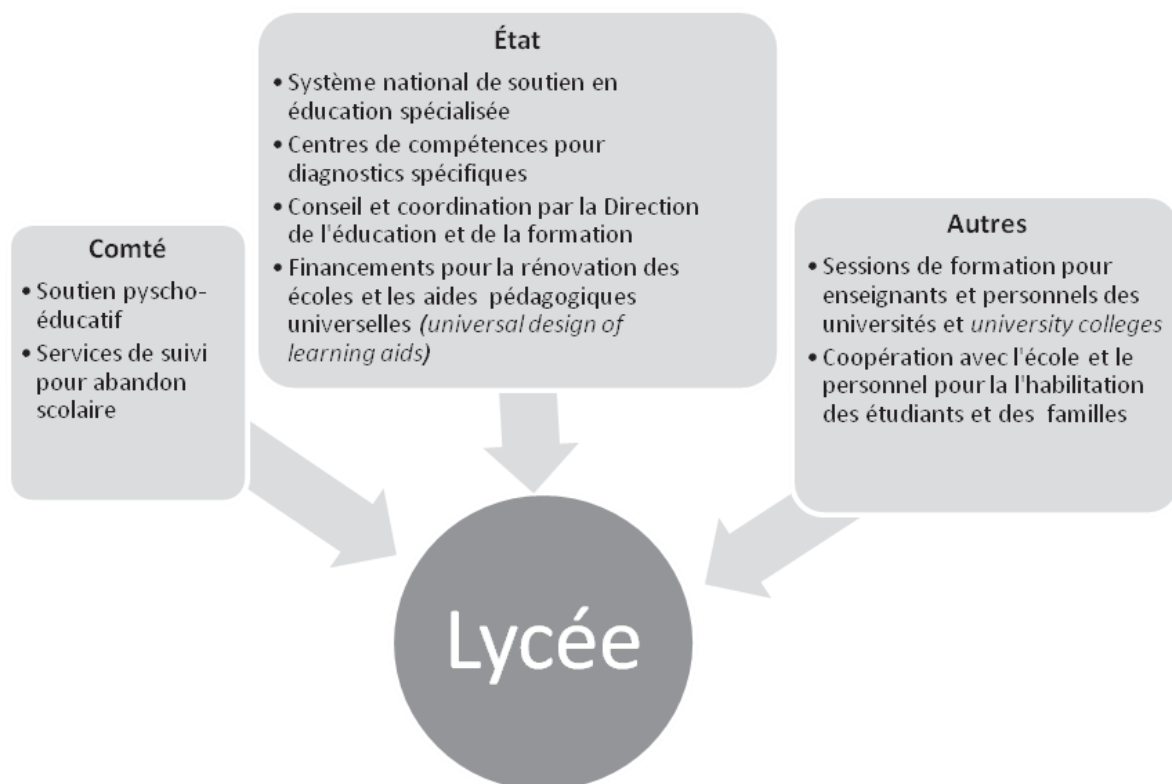 État
• Système national de soutien en
éducation spécialisée
• Centres de compétences pour
diagnostics spécifiques
• Conseil et coordination par la Direction
de l'éducation et de la formation
• Financements pour la rénovation des
écoles et les aides pédagogiques
universelles (universal design of
learning aids)
Comté
• Soutien pyscho-
éducatif
• Services de suivi
pour abandon
scolaire
Autres
• Sessions de formation pour
enseignants et personnels des
universités et university colleges
• Coopération avec l'école et le
personnel pour la l'habilitation
des étudiants et des familles
Lycée